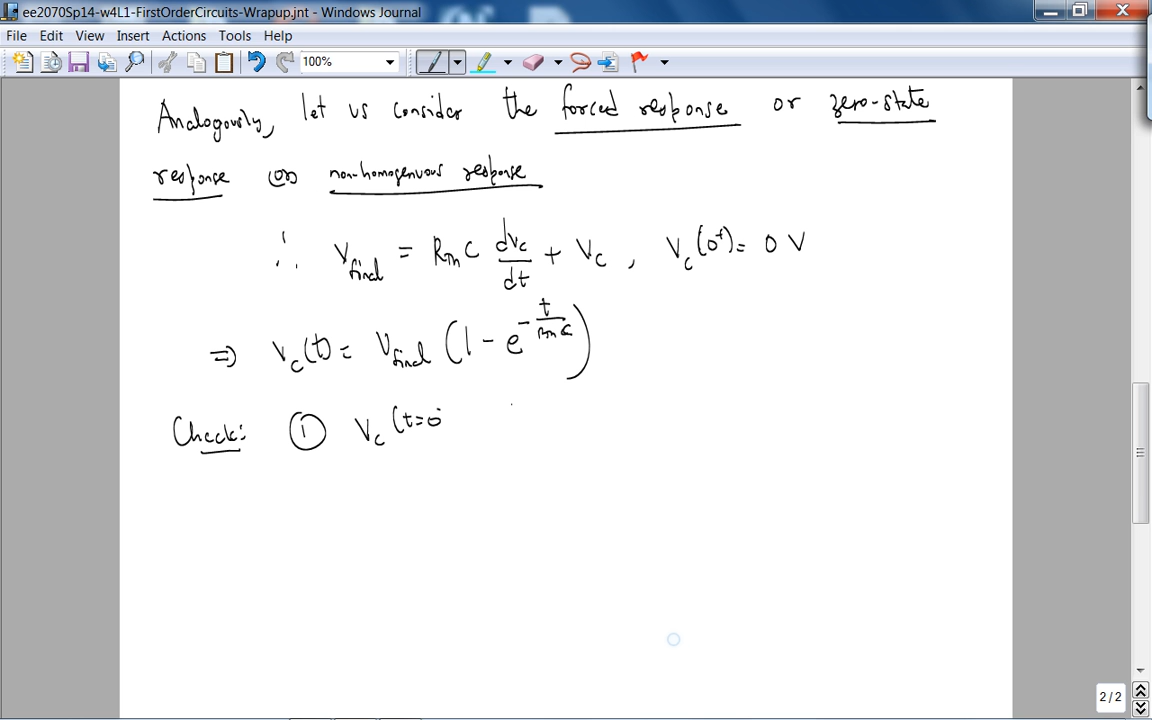 ee2070Sp14-w4L1-FirstOrderCircuits-Wrapup.jnt - Windows Journal
File Edit View Insert Actions Tools Help
100%
Analogously, let us consider the forced response or zero-state
response (or) non-homogenuous response
∴ V_final = R_Th C dv_c/dt + V_c , V_c(0⁺) = 0 V
⇒ V_c(t) = V_final (1 - e^(-t/(R_Th C)))
Check: ① V_c (t=0
2 / 2